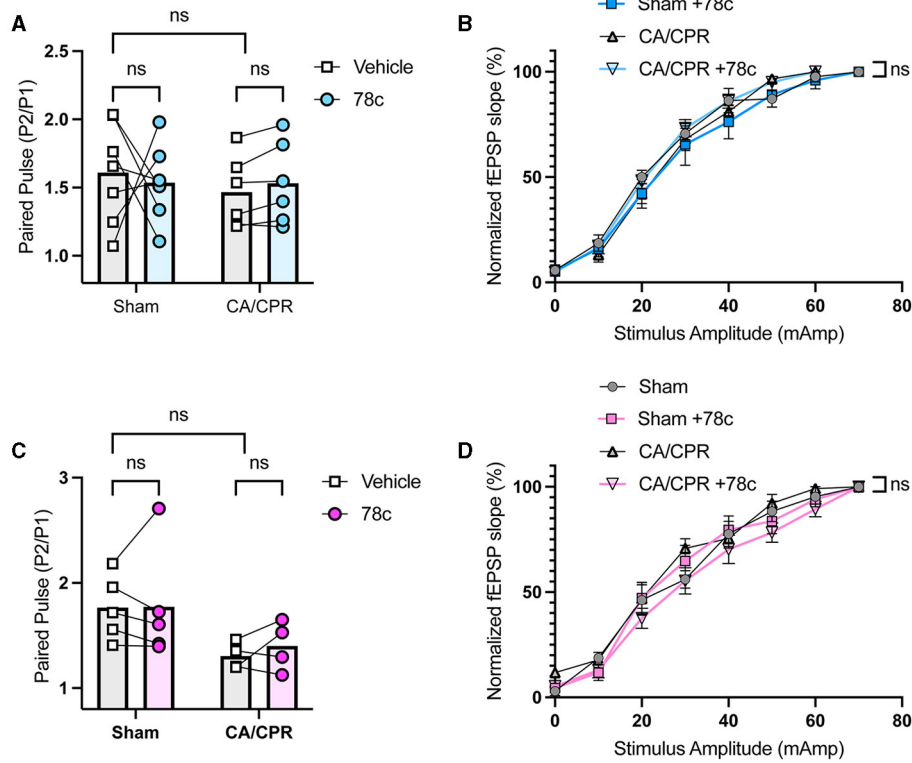 A
ns
ns
ns
Vehicle
78c
Paired Pulse (P2/P1)
2.5
2.0
1.5
1.0
Sham
CA/CPR
B
Sham +78c
CA/CPR
CA/CPR +78c
ns
Normalized fEPSP slope (%)
100
50
0
0
20
40
60
80
Stimulus Amplitude (mAmp)
C
ns
ns
ns
Vehicle
78c
Paired Pulse (P2/P1)
3
2
1
Sham
CA/CPR
D
Sham
Sham +78c
CA/CPR
CA/CPR +78c
ns
Normalized fEPSP slope (%)
100
50
0
0
20
40
60
80
Stimulus Amplitude (mAmp)